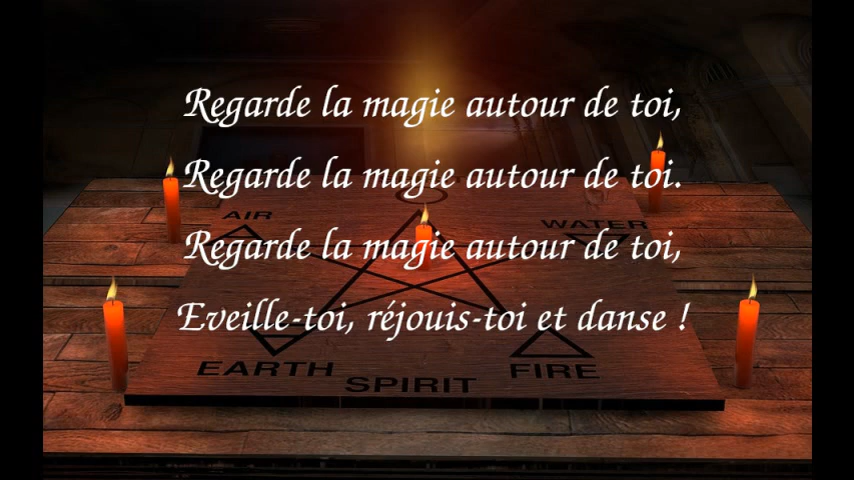 Regarde la magie autour de toi,
Regarde la magie autour de toi.
AIR
WATER
Regarde la magie autour de toi,
Eveille-toi, réjouis-toi et danse !
EARTH
FIRE
SPIRIT